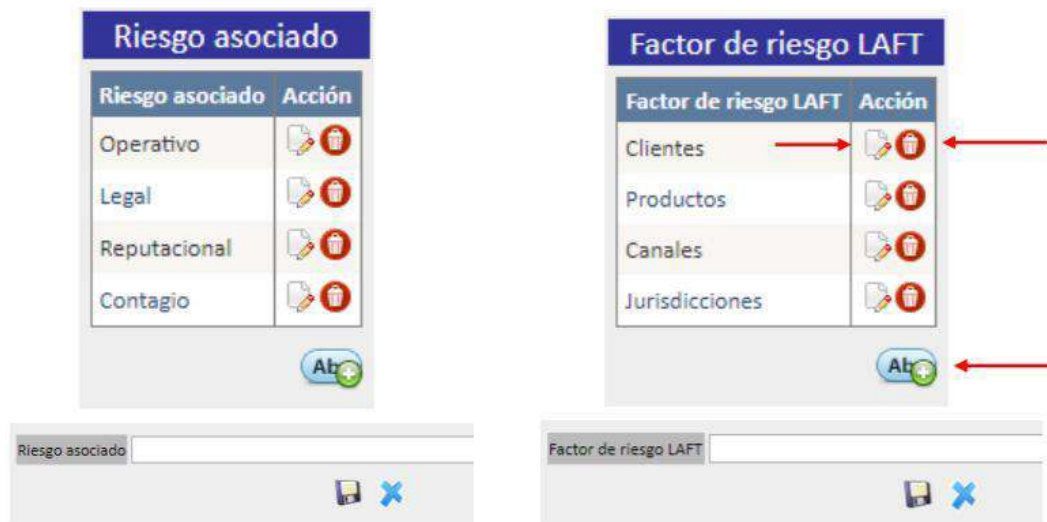 Riesgo asociado
Riesgo asociado Acción
Operativo
Legal
Reputacional
Contagio
Ab
Riesgo asociado
Factor de riesgo LAFT
Factor de riesgo LAFT Acción
Clientes
Productos
Canales
Jurisdicciones
Ab
Factor de riesgo LAFT